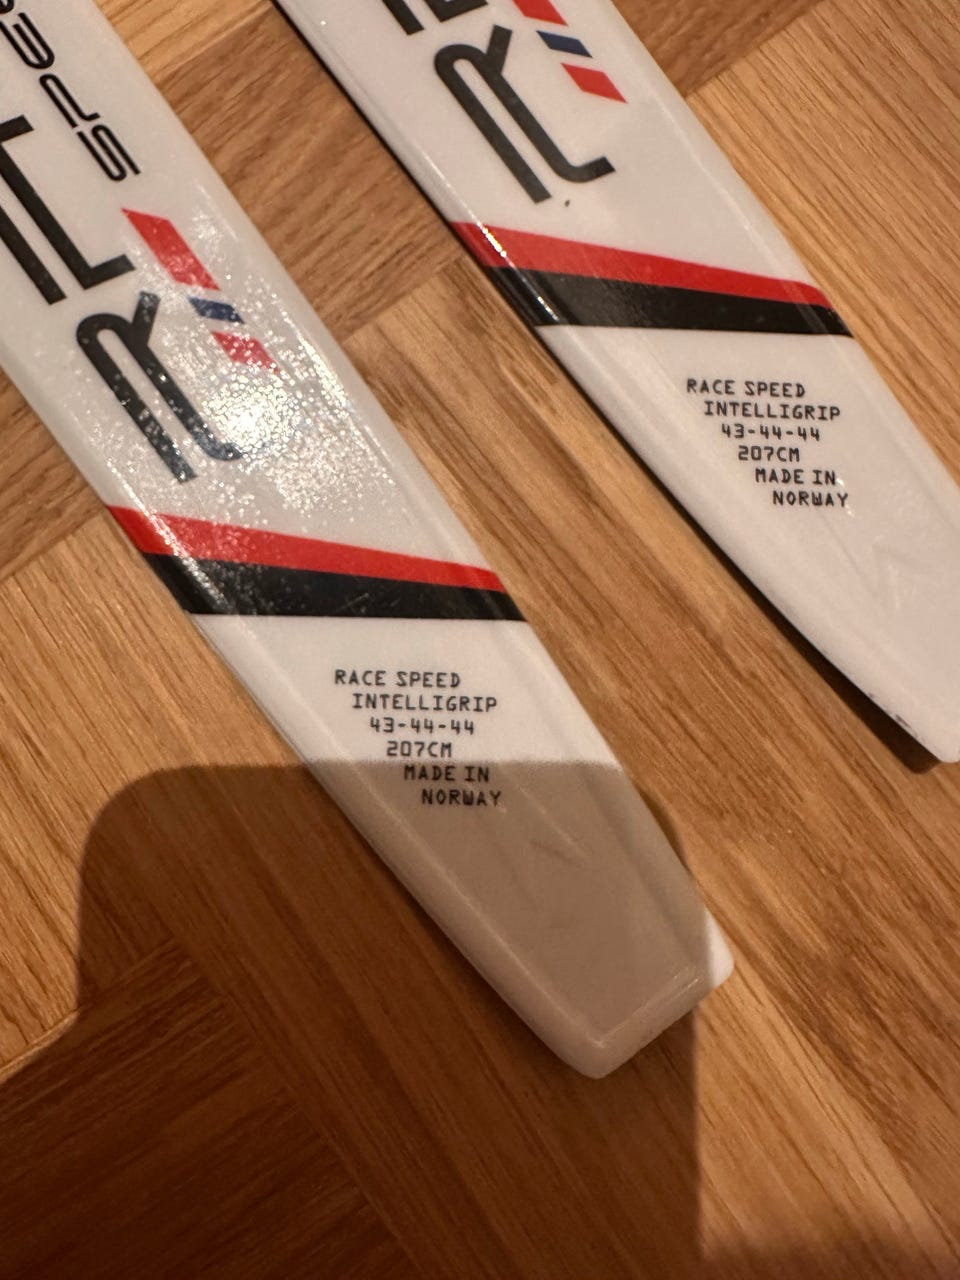 RACE SPEED
INTELLIGRIP
43-44-44
207CM
MADE IN
NORWAY
RACE SPEED
INTELLIGRIP
43-44-44
207CM
MADE IN
NORWAY